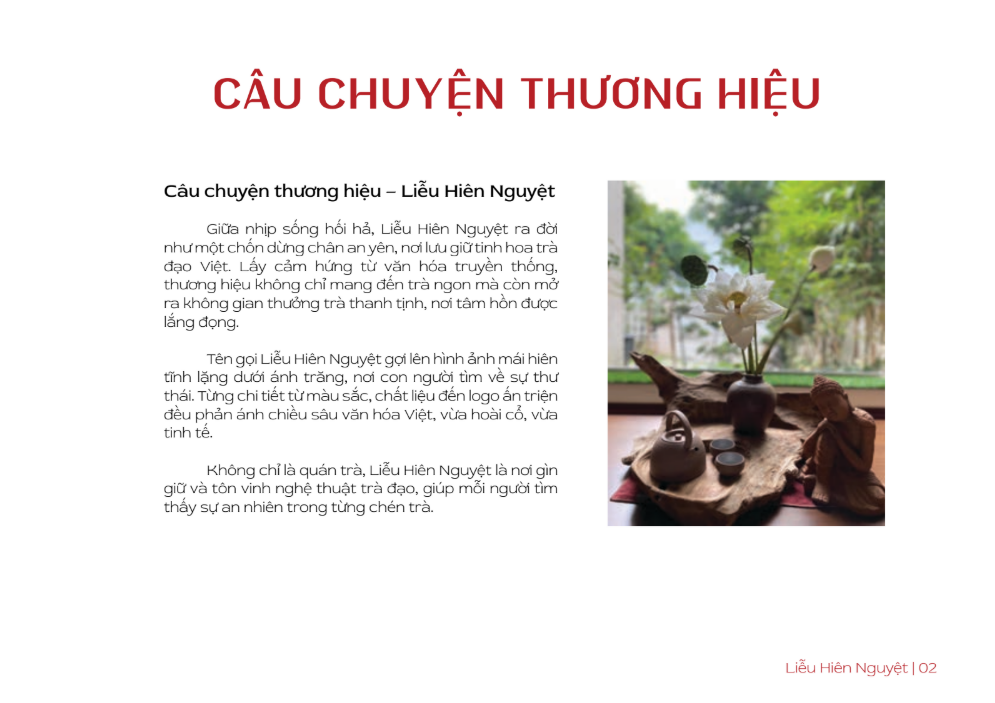 CÂU CHUYỆN THƯƠNG HIỆU
Câu chuyện thương hiệu – Liễu Hiên Nguyệt
Giữa nhịp sống hối hả, Liễu Hiên Nguyệt ra đời
như một chốn dừng chân an yên, nơi lưu giữ tinh hoa trà
đạo Việt. Lấy cảm hứng từ văn hóa truyền thống,
thương hiệu không chỉ mang đến trà ngon mà còn mở
ra không gian thưởng trà thanh tịnh, nơi tâm hồn được
lắng đọng.
Tên gọi Liễu Hiên Nguyệt gợi lên hình ảnh mái hiên
tĩnh lặng dưới ánh trăng, nơi con người tìm về sự thư
thái. Từng chi tiết từ màu sắc, chất liệu đến logo ấn triện
đều phản ánh chiều sâu văn hóa Việt, vừa hoài cổ, vừa
tinh tế.
Không chỉ là quán trà, Liễu Hiên Nguyệt là nơi gìn
giữ và tôn vinh nghệ thuật trà đạo, giúp mỗi người tìm
thấy sự an nhiên trong từng chén trà.
Liễu Hiên Nguyệt | 02